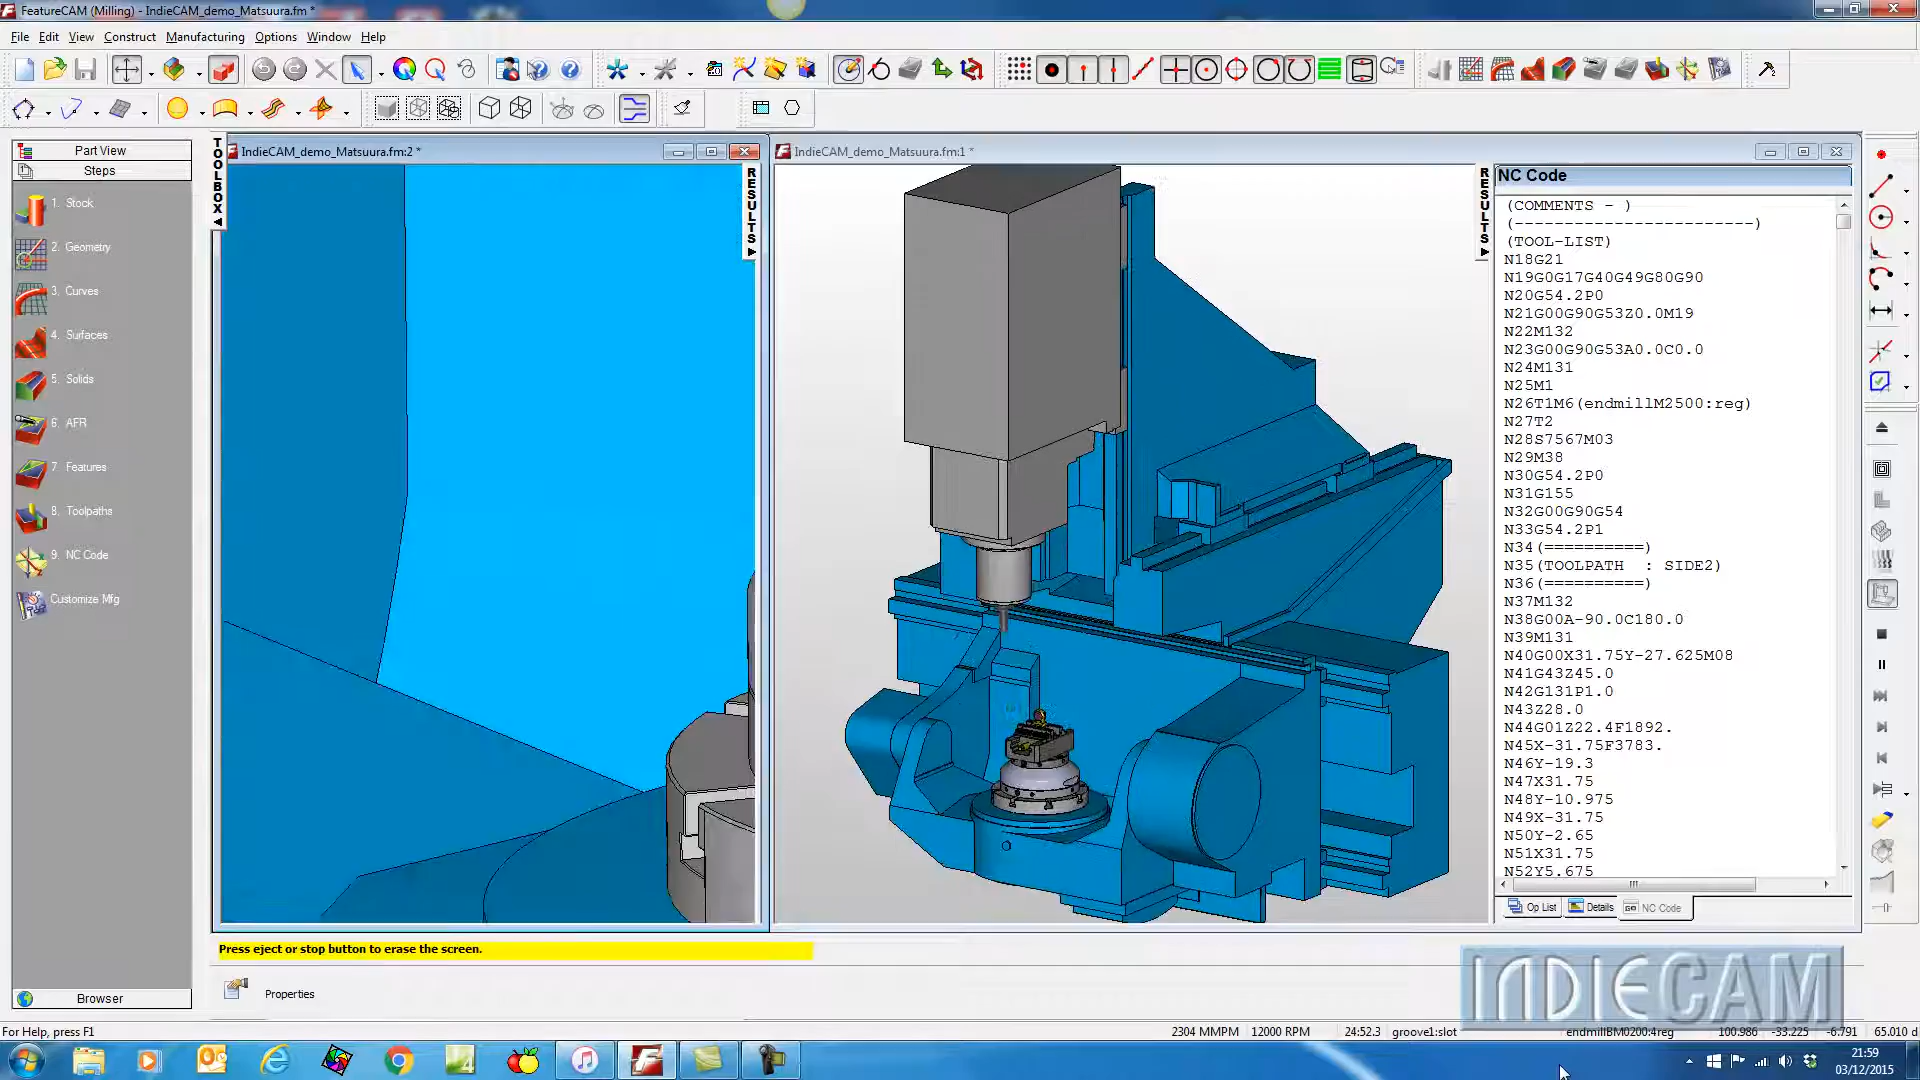 FeatureCAM (Milling) - IndieCAM_demo_Matsuura.fm *
File Edit View Construct Manufacturing Options Window Help
Part View
Steps
1. Stock
2. Geometry
3. Curves
4. Surfaces
5. Solids
6. AFR
7 Features
8. Toolpaths
9. NC Code
Customize Mfg
Browser
TOOLBOX
IndieCAM_demo_Matsuura.fm:2 *
RESULTS
IndieCAM_demo_Matsuura.fm:1 *
RESULTS
NC Code
(COMMENTS - )
(------------------------)
(TOOL-LIST)
N18G21
N19G0G17G40G49G80G90
N20G54.2P0
N21G00G90G53Z0.0M19
N22M132
N23G00G90G53A0.0C0.0
N24M131
N25M1
N26T1M6(endmillM2500:reg)
N27T2
N28S7567M03
N29M38
N30G54.2P0
N31G155
N32G00G90G54
N33G54.2P1
N34(==========)
N35(TOOLPATH : SIDE2)
N36(==========)
N37M132
N38G00A-90.0C180.0
N39M131
N40G00X31.75Y-27.625M08
N41G43Z45.0
N42G131P1.0
N43Z28.0
N44G01Z22.4F1892.
N45X-31.75F3783.
N46Y-19.3
N47X31.75
N48Y-10.975
N49X-31.75
N50Y-2.65
N51X31.75
N52Y5.675
Op List Details NC Code
Press eject or stop button to erase the screen.
Properties
INDIECAM
For Help, press F1
2304 MMPM 12000 RPM 24:52.3 groove1:slot endmillBM0200:4reg 100.986 -33.225 -6.791 65.010 d
21:59
03/12/2015